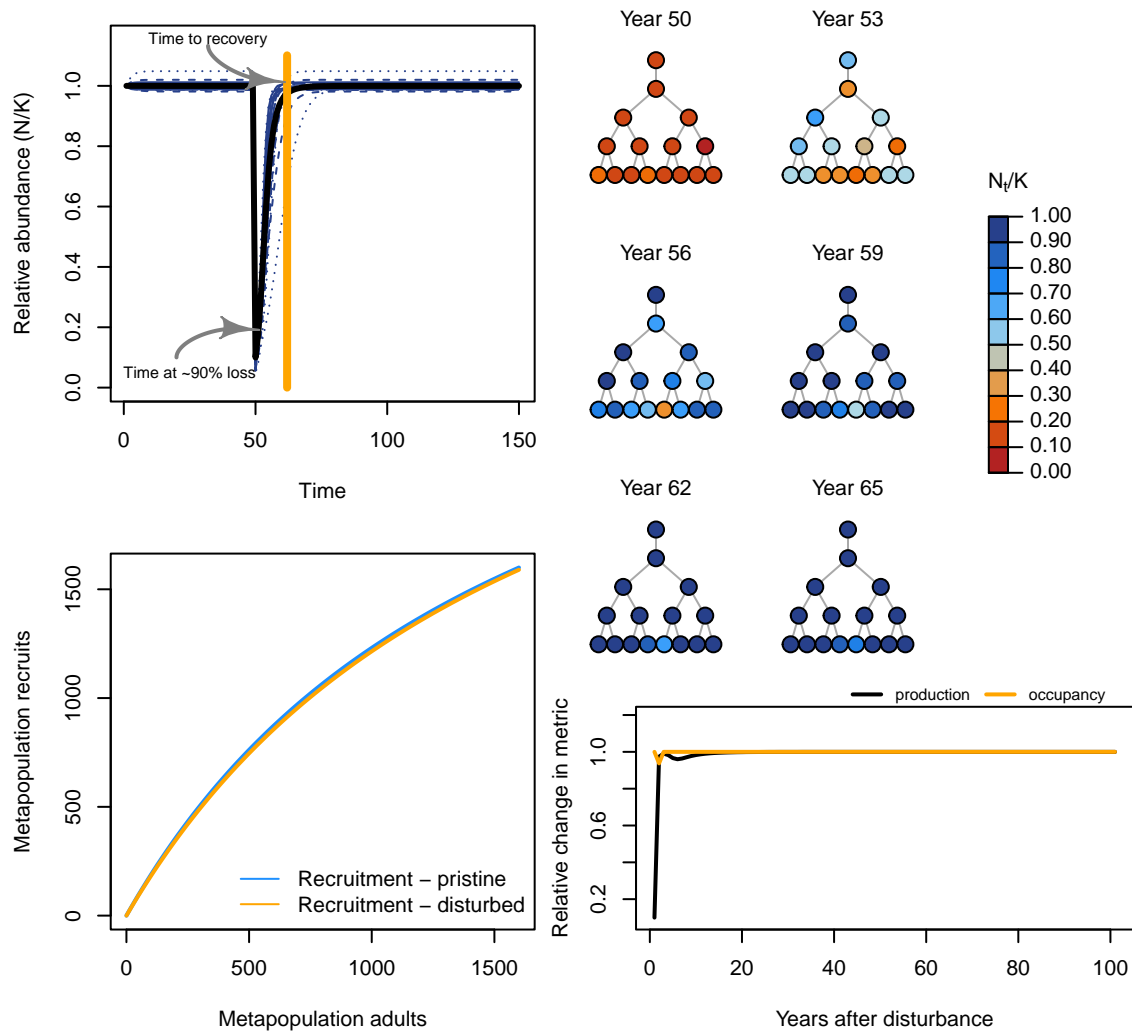 Time to recovery
Relative abundance (N/K)
0.0
0.2
0.4
0.6
0.8
1.0
Time at ~90% loss
0
50
100
150
Time
Year 50
Year 53
Year 56
Year 59
Year 62
Year 65
Nt/K
1.00
0.90
0.80
0.70
0.60
0.50
0.40
0.30
0.20
0.10
0.00
Metapopulation recruits
0
500
1000
1500
Recruitment − pristine
Recruitment − disturbed
0
500
1000
1500
Metapopulation adults
production
occupancy
Relative change in metric
0.2
0.6
1.0
0
20
40
60
80
100
Years after disturbance